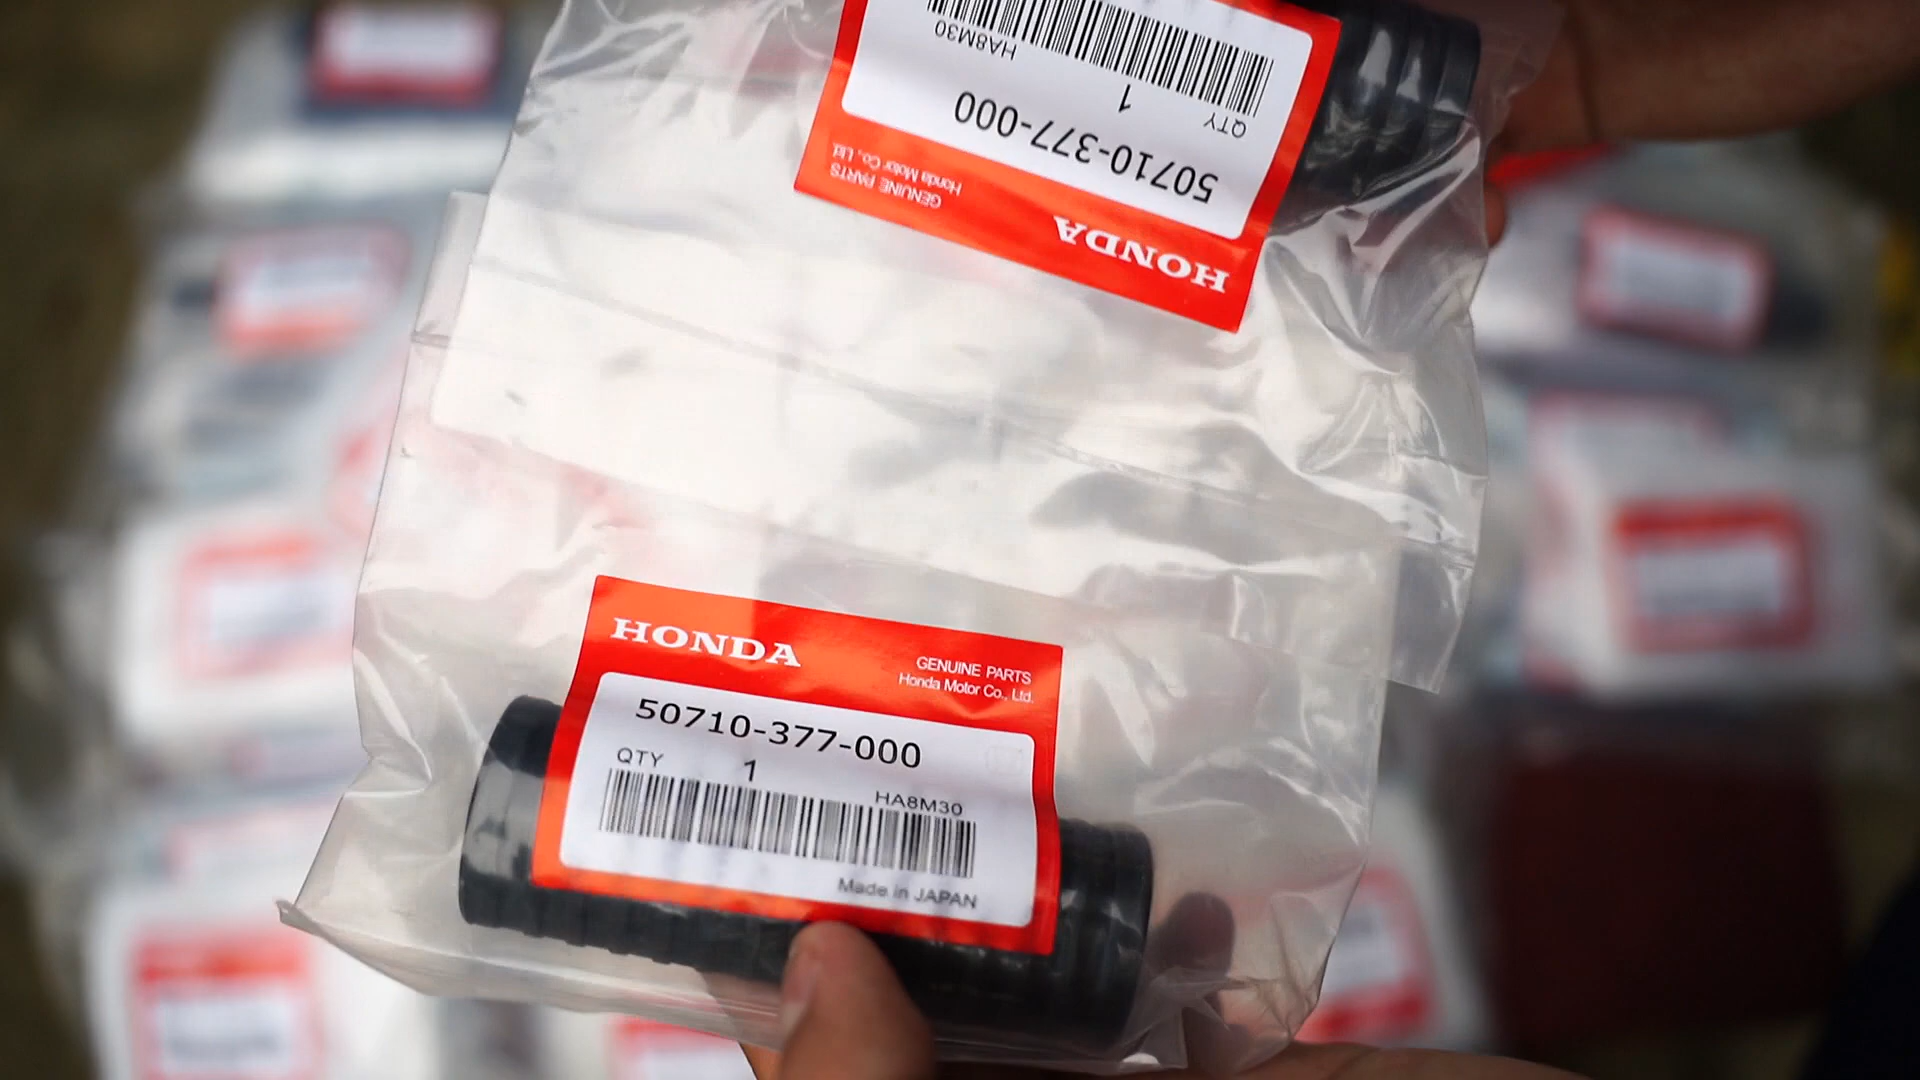 HA8M30
QTY 1
50710-377-000
GENUINE PARTS
Honda Motor Co., Ltd.
HONDA
HONDA
GENUINE PARTS
Honda Motor Co., Ltd.
50710-377-000
QTY 1
HA8M30
Made in JAPAN